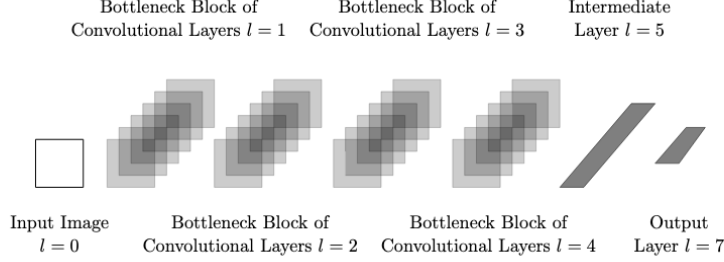 Bottleneck Block of
Convolutional Layers l = 1
Bottleneck Block of
Convolutional Layers l = 3
Intermediate
Layer l = 5
Input Image
l = 0
Bottleneck Block of
Convolutional Layers l = 2
Bottleneck Block of
Convolutional Layers l = 4
Output
Layer l = 7